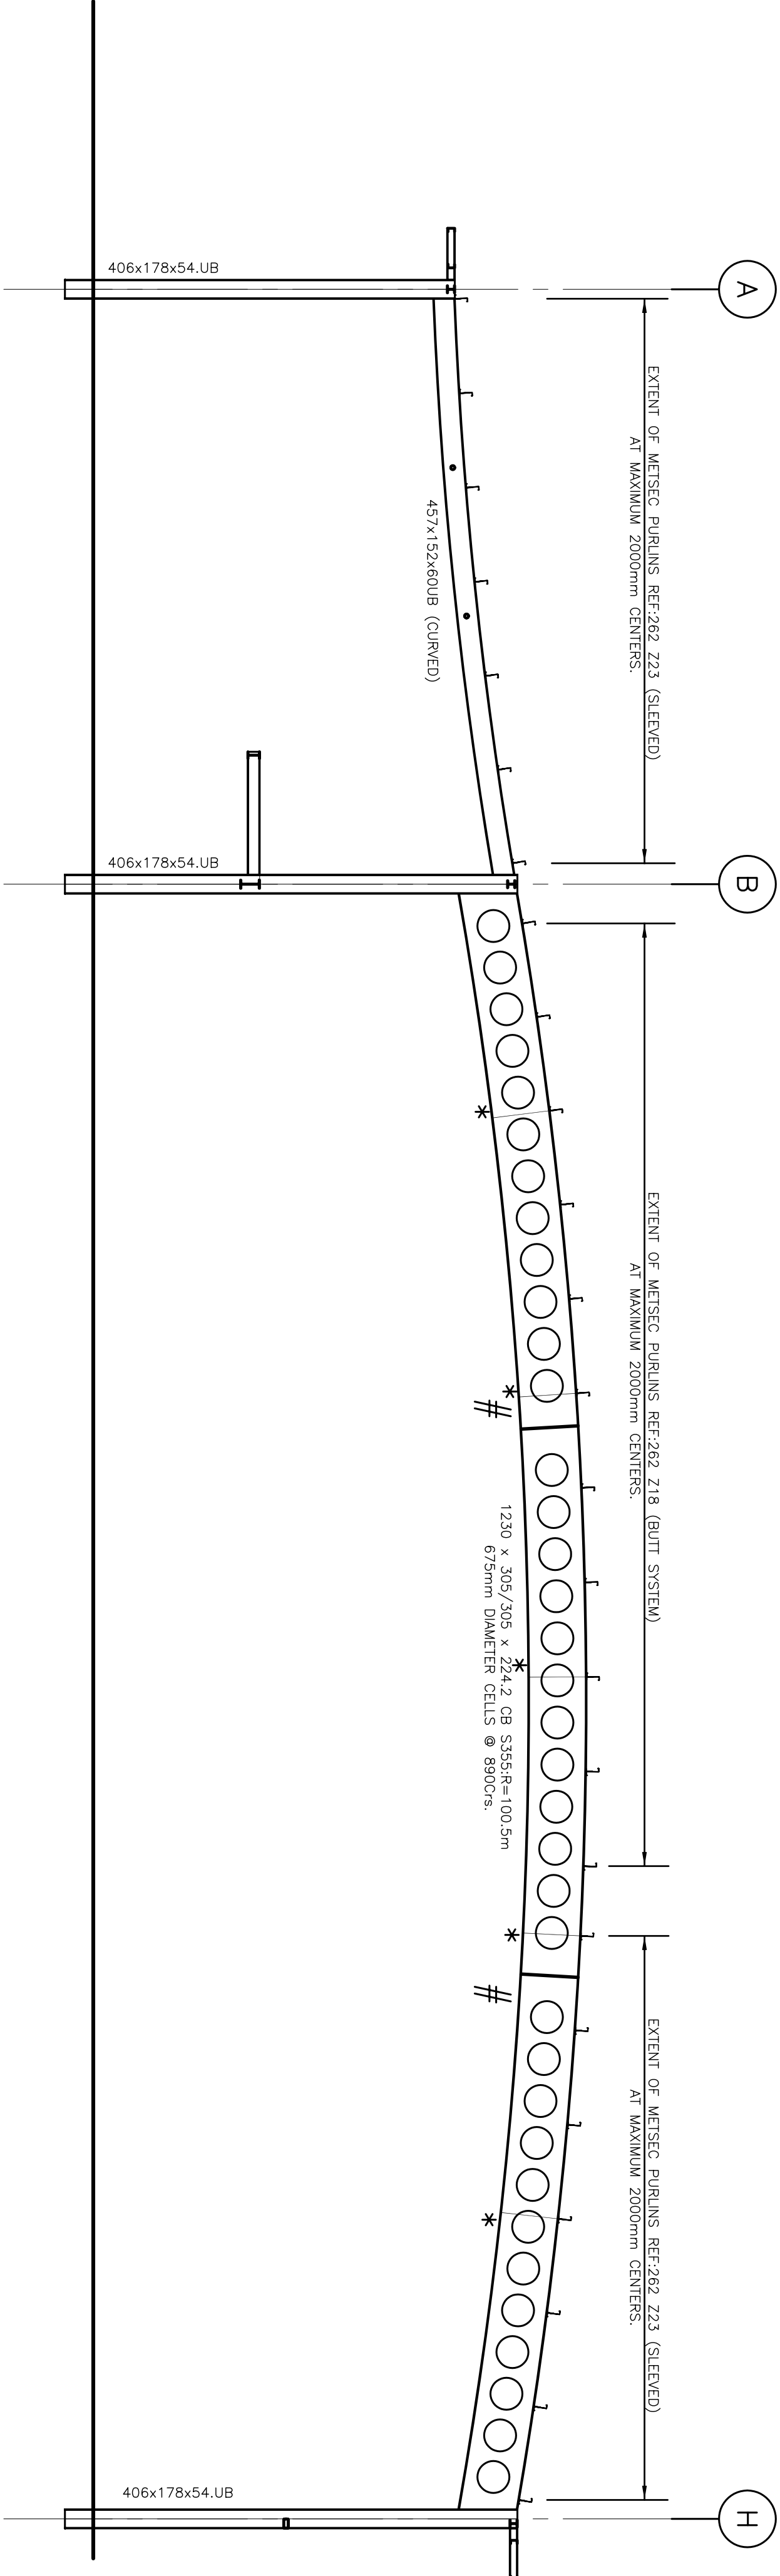 A
EXTENT OF METSEC PURLINS REF:262 Z23 (SLEEVED)
AT MAXIMUM 2000mm CENTERS.
406x178x54.UB
457x152x60UB (CURVED)
B
406x178x54.UB
EXTENT OF METSEC PURLINS REF:262 Z18 (BUTT SYSTEM)
AT MAXIMUM 2000mm CENTERS.
*
*
#
1230 x 305/305 x 224.2 CB S355:R=100.5m
675mm DIAMETER CELLS @ 890Crs.
*
*
#
EXTENT OF METSEC PURLINS REF:262 Z23 (SLEEVED)
AT MAXIMUM 2000mm CENTERS.
*
406x178x54.UB
H